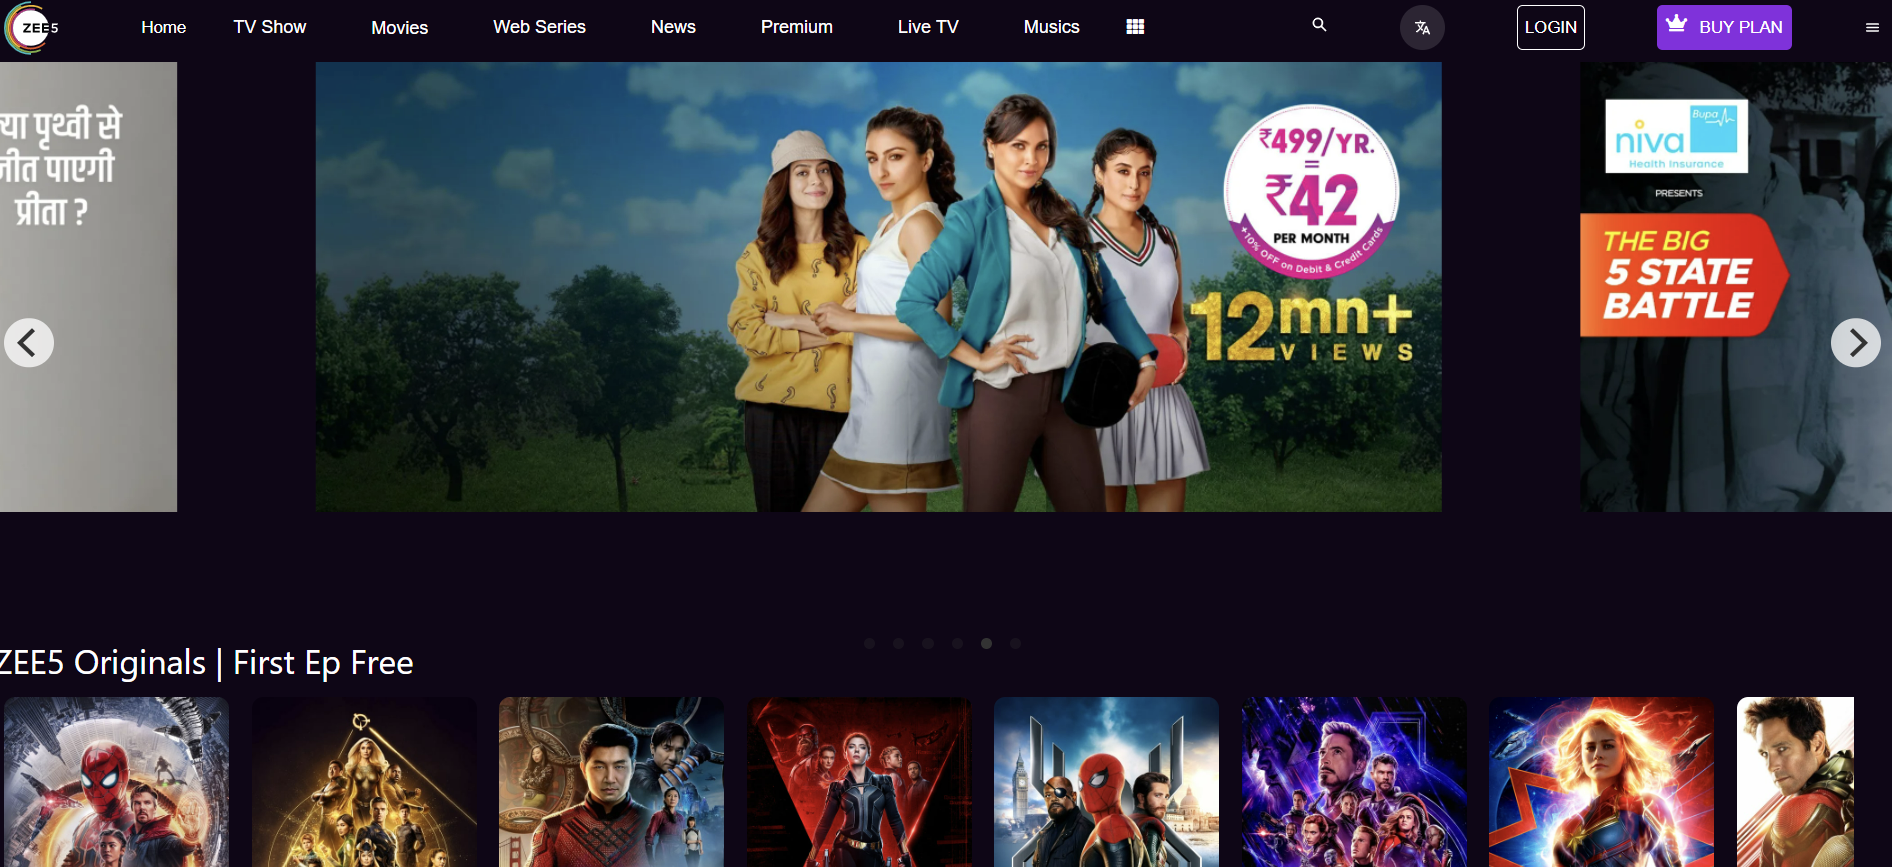 ZEE5
Home
TV Show
Movies
Web Series
News
Premium
Live TV
Musics
LOGIN
BUY PLAN
पृथ्वी से
पाएगी
प्रीता ?
₹499/YR.
=
₹42
PER MONTH
+10% OFF on Debit & Credit Cards
12mn+
VIEWS
niva
Bupa
Health Insurance
PRESENTS
THE BIG
5 STATE
BATTLE
ZEE5 Originals | First Ep Free